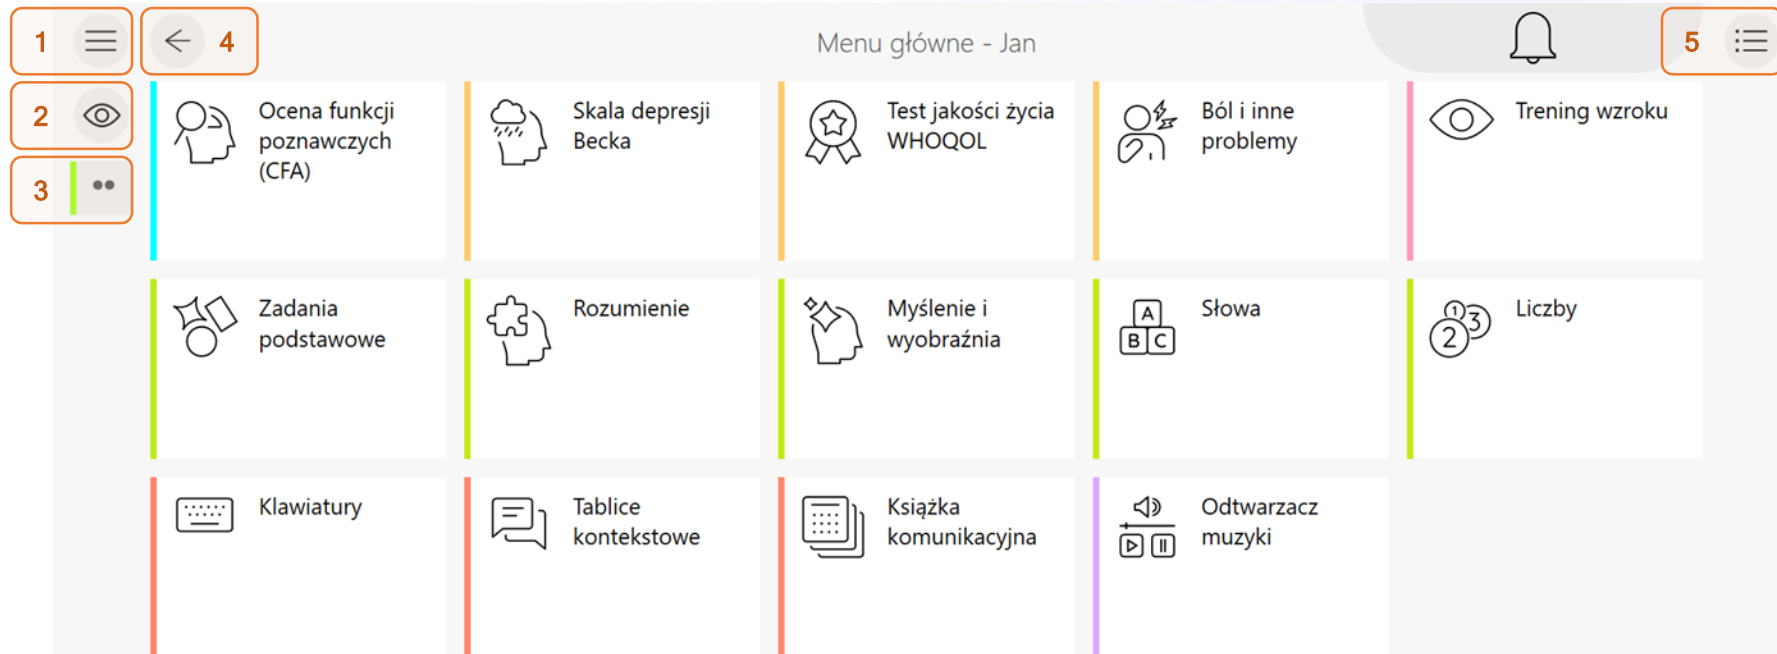 1
4
Menu główne - Jan
5
2
3
Ocena funkcji
poznawczych
(CFA)
Skala depresji
Becka
Test jakości życia
WHOQOL
Ból i inne
problemy
Trening wzroku
Zadania
podstawowe
Rozumienie
Myślenie i
wyobraźnia
A
B C
Słowa
1
3
2
Liczby
Klawiatury
Tablice
kontekstowe
Książka
komunikacyjna
Odtwarzacz
muzyki